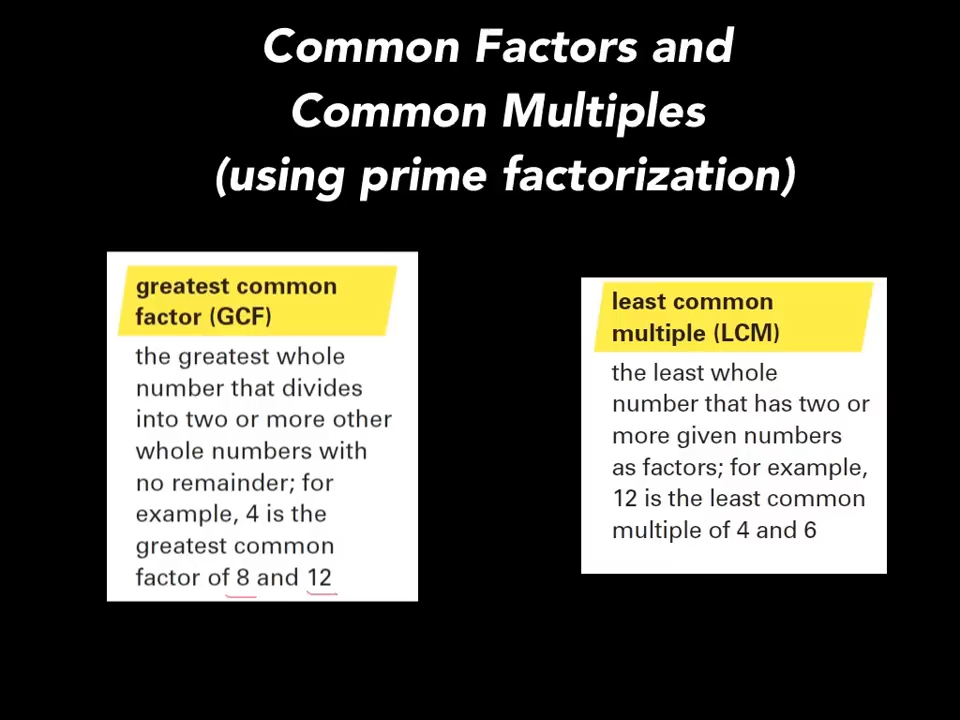 Common Factors and
Common Multiples
(using prime factorization)
greatest common
factor (GCF)
the greatest whole
number that divides
into two or more other
whole numbers with
no remainder; for
example, 4 is the
greatest common
factor of 8 and 12
least common
multiple (LCM)
the least whole
number that has two or
more given numbers
as factors; for example,
12 is the least common
multiple of 4 and 6